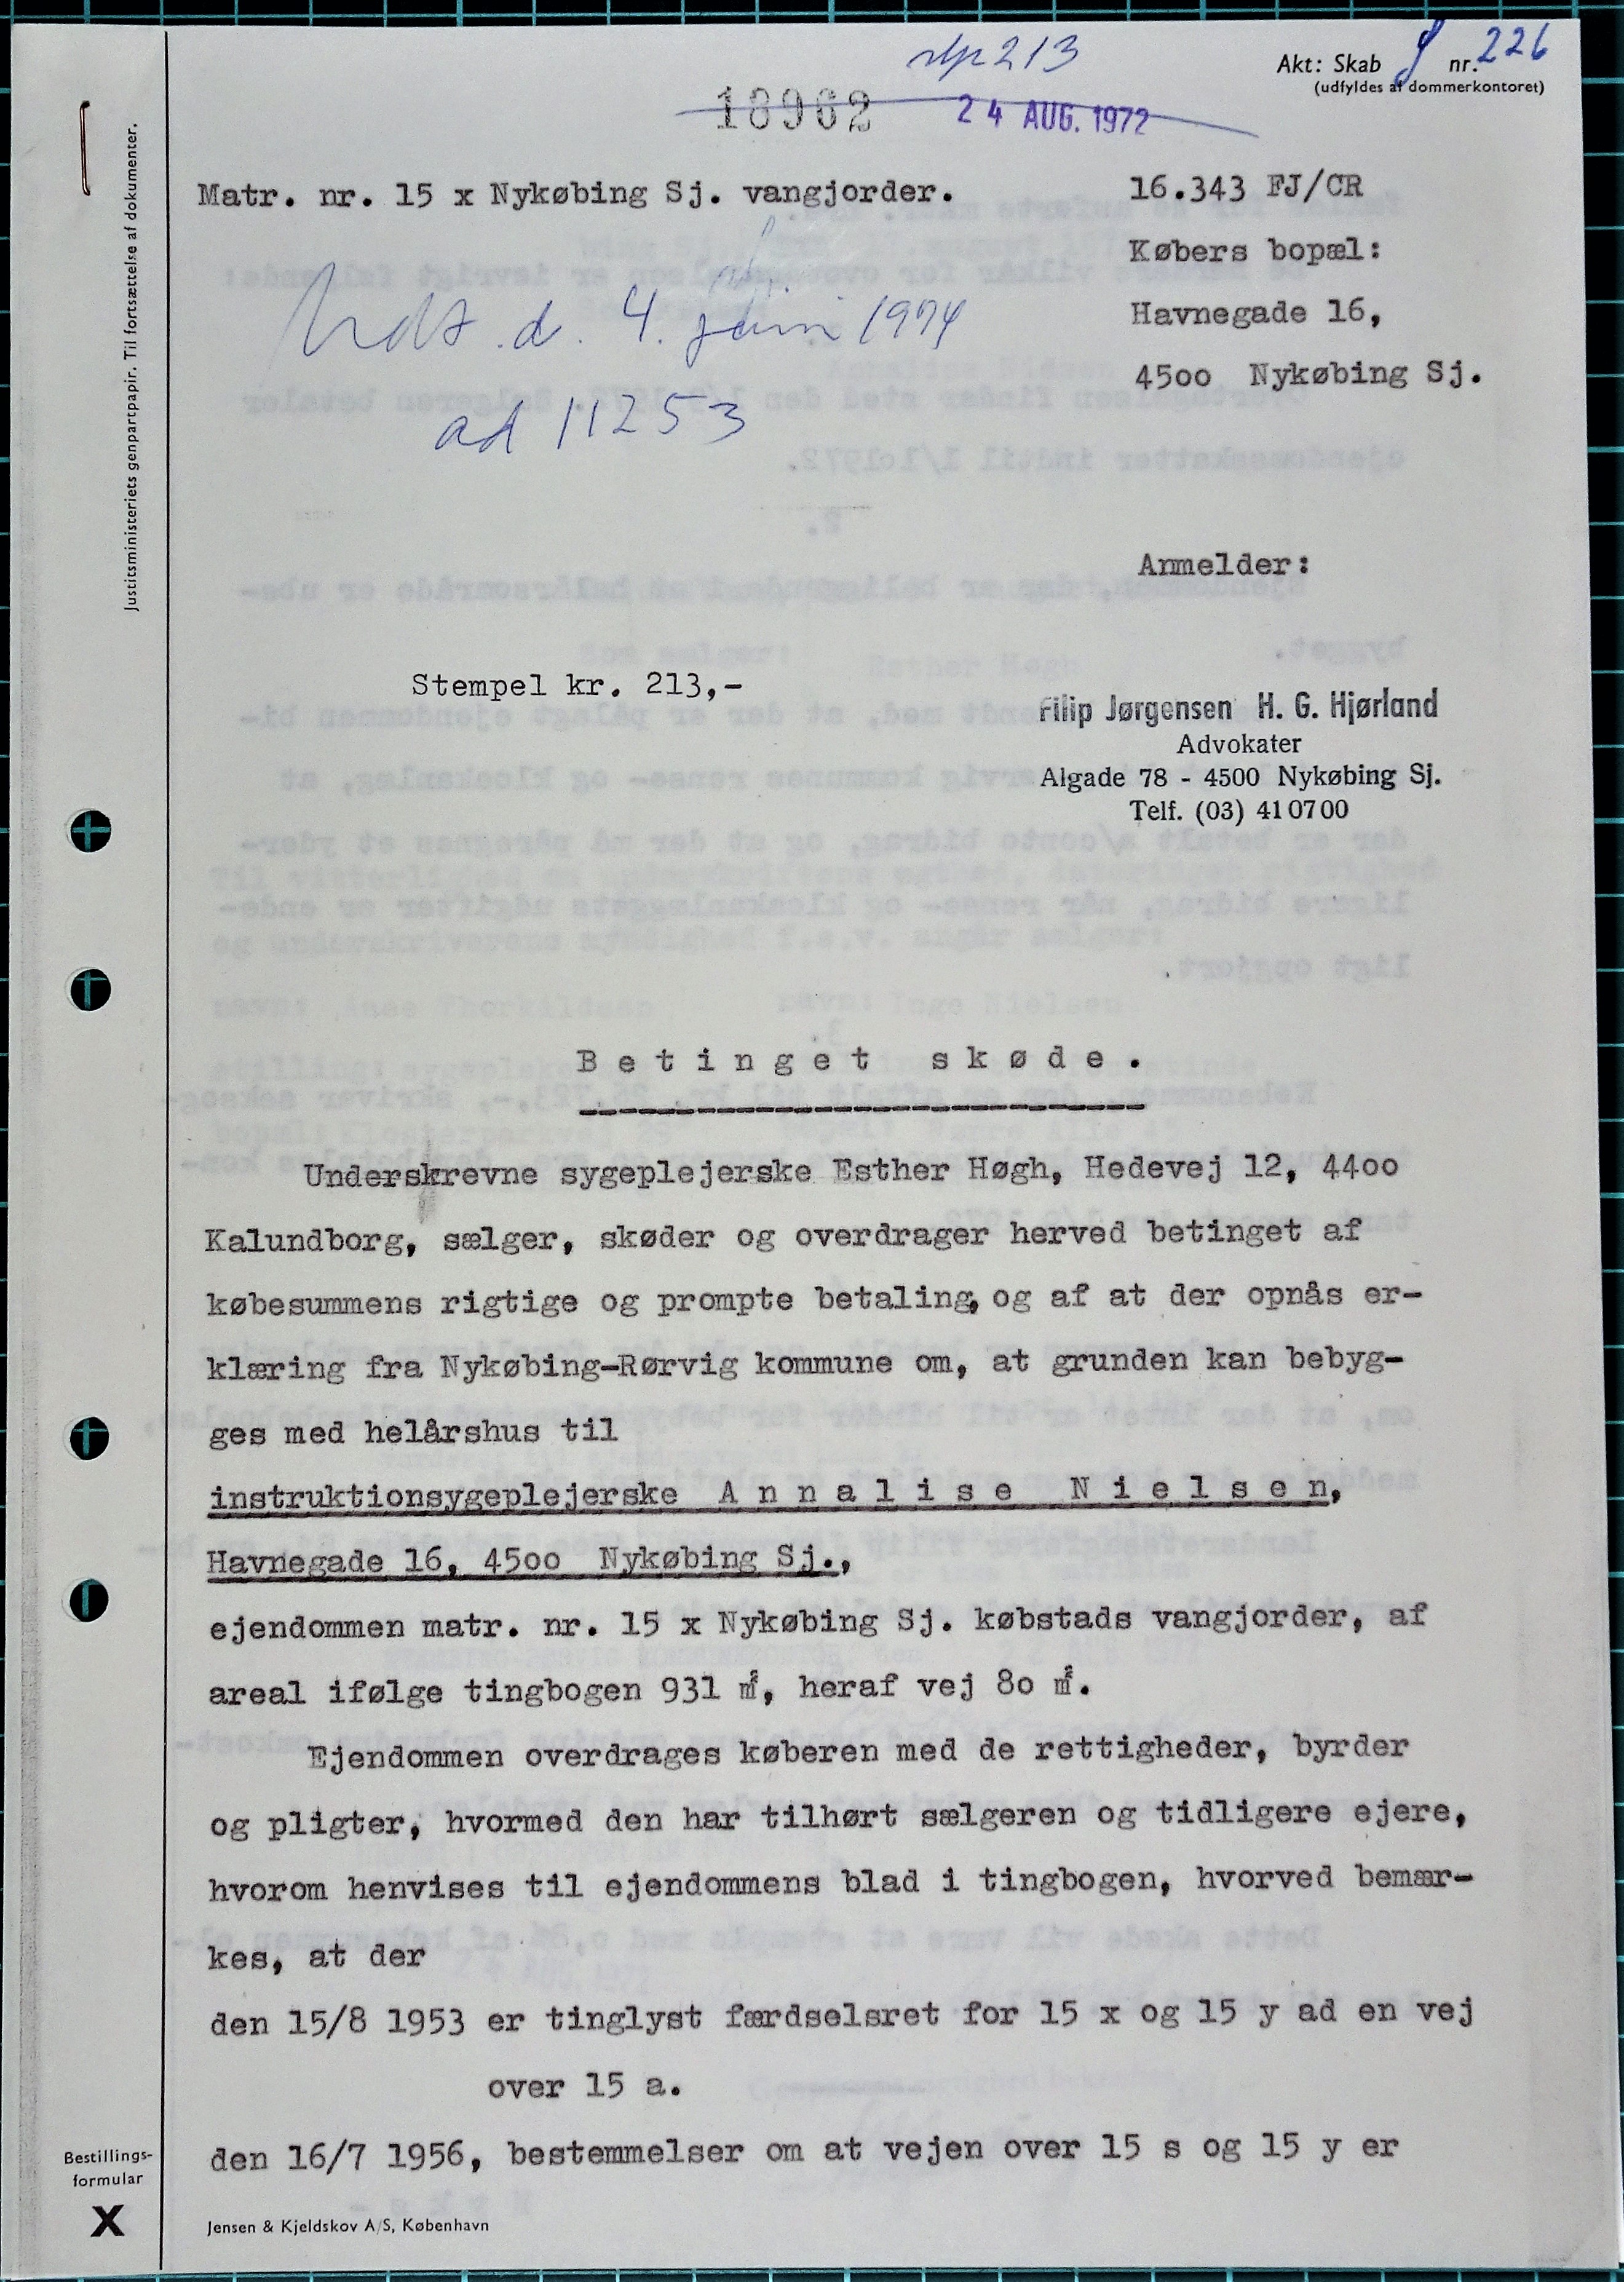 stp 213
Akt: Skab g nr. 226
(udfyldes af dommerkontoret)
18962 24 AUG. 1972
Matr. nr. 15 x Nykøbing Sj. vangjorder.
16.343 FJ/CR
Købers bopæl:
Havnegade 16,
4500 Nykøbing Sj.
Udst. d. 4. juni 1974
ad 11253
Anmelder:
Stempel kr. 213,-
Filip Jørgensen H. G. Hjørland
Advokater
Algade 78 - 4500 Nykøbing Sj.
Telf. (03) 410700
Betinget skøde.
Underskrevne sygeplejerske Esther Høgh, Hedevej 12, 4400
Kalundborg, sælger, skøder og overdrager herved betinget af
købesummens rigtige og prompte betaling, og af at der opnås er-
klæring fra Nykøbing-Rørvig kommune om, at grunden kan bebyg-
ges med helårshus til
instruktionsygeplejerske Annalise Nielsen,
Havnegade 16, 4500 Nykøbing Sj.,
ejendommen matr. nr. 15 x Nykøbing Sj. købstads vangjorder, af
areal ifølge tingbogen 931 m², heraf vej 80 m².
Ejendommen overdrages køberen med de rettigheder, byrder
og pligter, hvormed den har tilhørt sælgeren og tidligere ejere,
hvorom henvises til ejendommens blad i tingbogen, hvorved bemær-
kes, at der
den 15/8 1953 er tinglyst færdselsret for 15 x og 15 y ad en vej
over 15 a.
den 16/7 1956, bestemmelser om at vejen over 15 s og 15 y er
Justitsministeriets genpartpapir. Til fortsættelse af dokumenter.
Bestillings-
formular
X
Jensen & Kjeldskov A/S, København